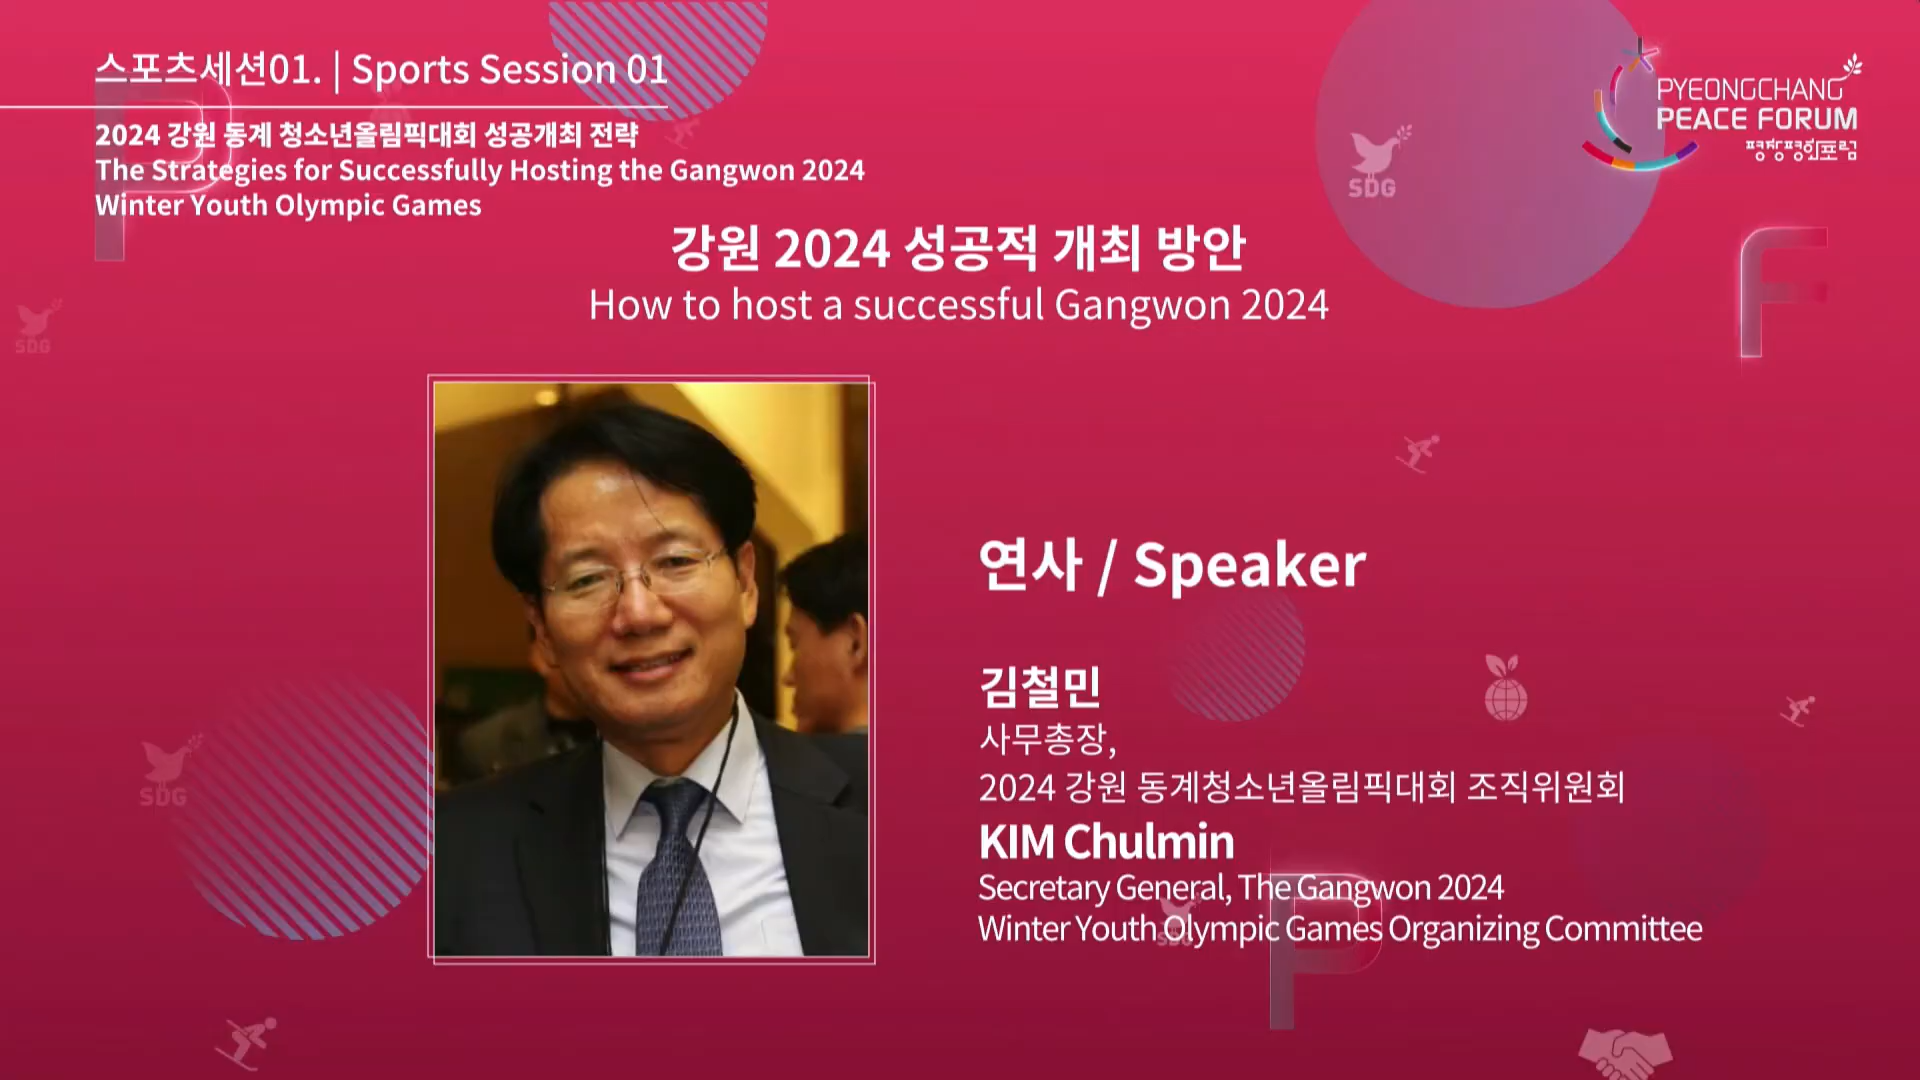 스포츠세션01. | Sports Session 01
2024 강원 동계 청소년올림픽대회 성공개최 전략
The Strategies for Successfully Hosting the Gangwon 2024
Winter Youth Olympic Games
PYEONGCHANG
PEACE FORUM
평창평화포럼
SDG
강원 2024 성공적 개최 방안
How to host a successful Gangwon 2024
P
F
SDG
연사 / Speaker
김철민
사무총장,
2024 강원 동계청소년올림픽대회 조직위원회
SDG
KIM Chulmin
Secretary General, The Gangwon 2024
Winter Youth Olympic Games Organizing Committee
SDG
P